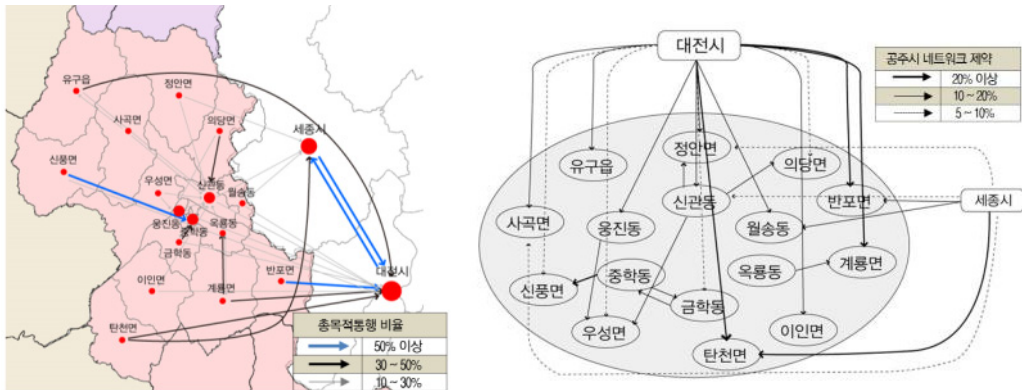 유구읍
정안면
사곡면
의당면
세종시
신풍면
우성면
신관동
월송동
웅진동
중학동
옥룡동
금학동
대전시
이인면
계룡면
반포면
탄천면
총목적통행 비율
50% 이상
30 ~ 50%
10 ~ 30%
대전시
공주시 네트워크 제약
20% 이상
10 ~ 20%
5 ~ 10%
정안면
유구읍
의당면
신관동
반포면
세종시
사곡면
웅진동
월송동
중학동
옥룡동
계룡면
신풍면
금학동
우성면
이인면
탄천면